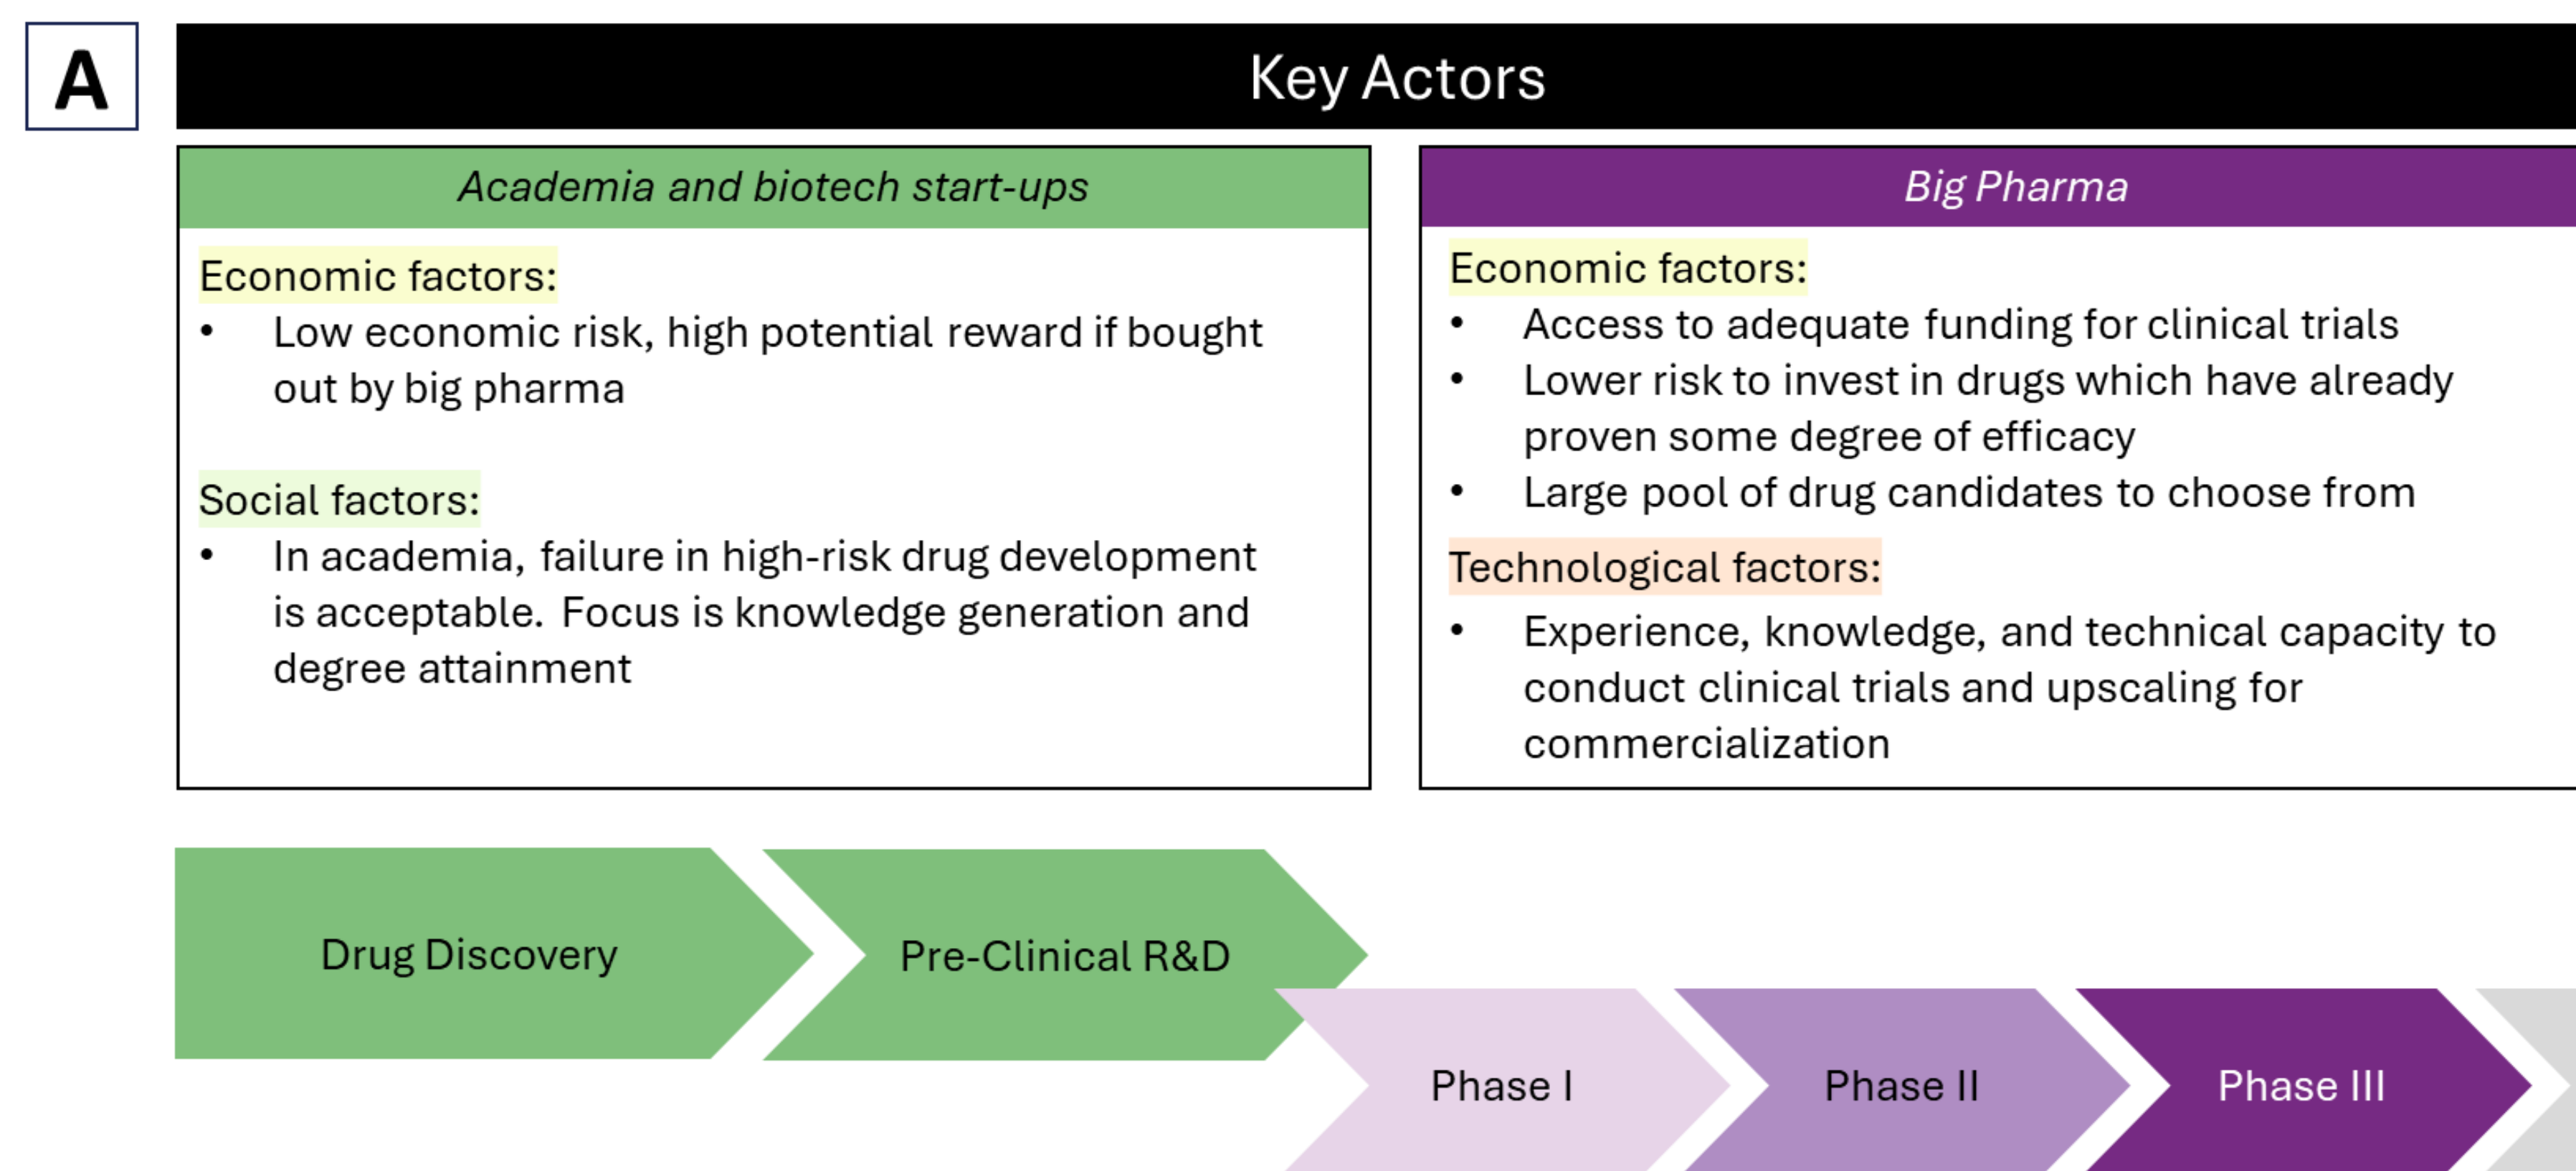 A
Key Actors
Academia and biotech start-ups
Economic factors:
• Low economic risk, high potential reward if bought
out by big pharma
Social factors:
• In academia, failure in high-risk drug development
is acceptable. Focus is knowledge generation and
degree attainment
Big Pharma
Economic factors:
• Access to adequate funding for clinical trials
• Lower risk to invest in drugs which have already
proven some degree of efficacy
• Large pool of drug candidates to choose from
Technological factors:
• Experience, knowledge, and technical capacity to
conduct clinical trials and upscaling for
commercialization
Drug Discovery
Pre-Clinical R&D
Phase I
Phase II
Phase III